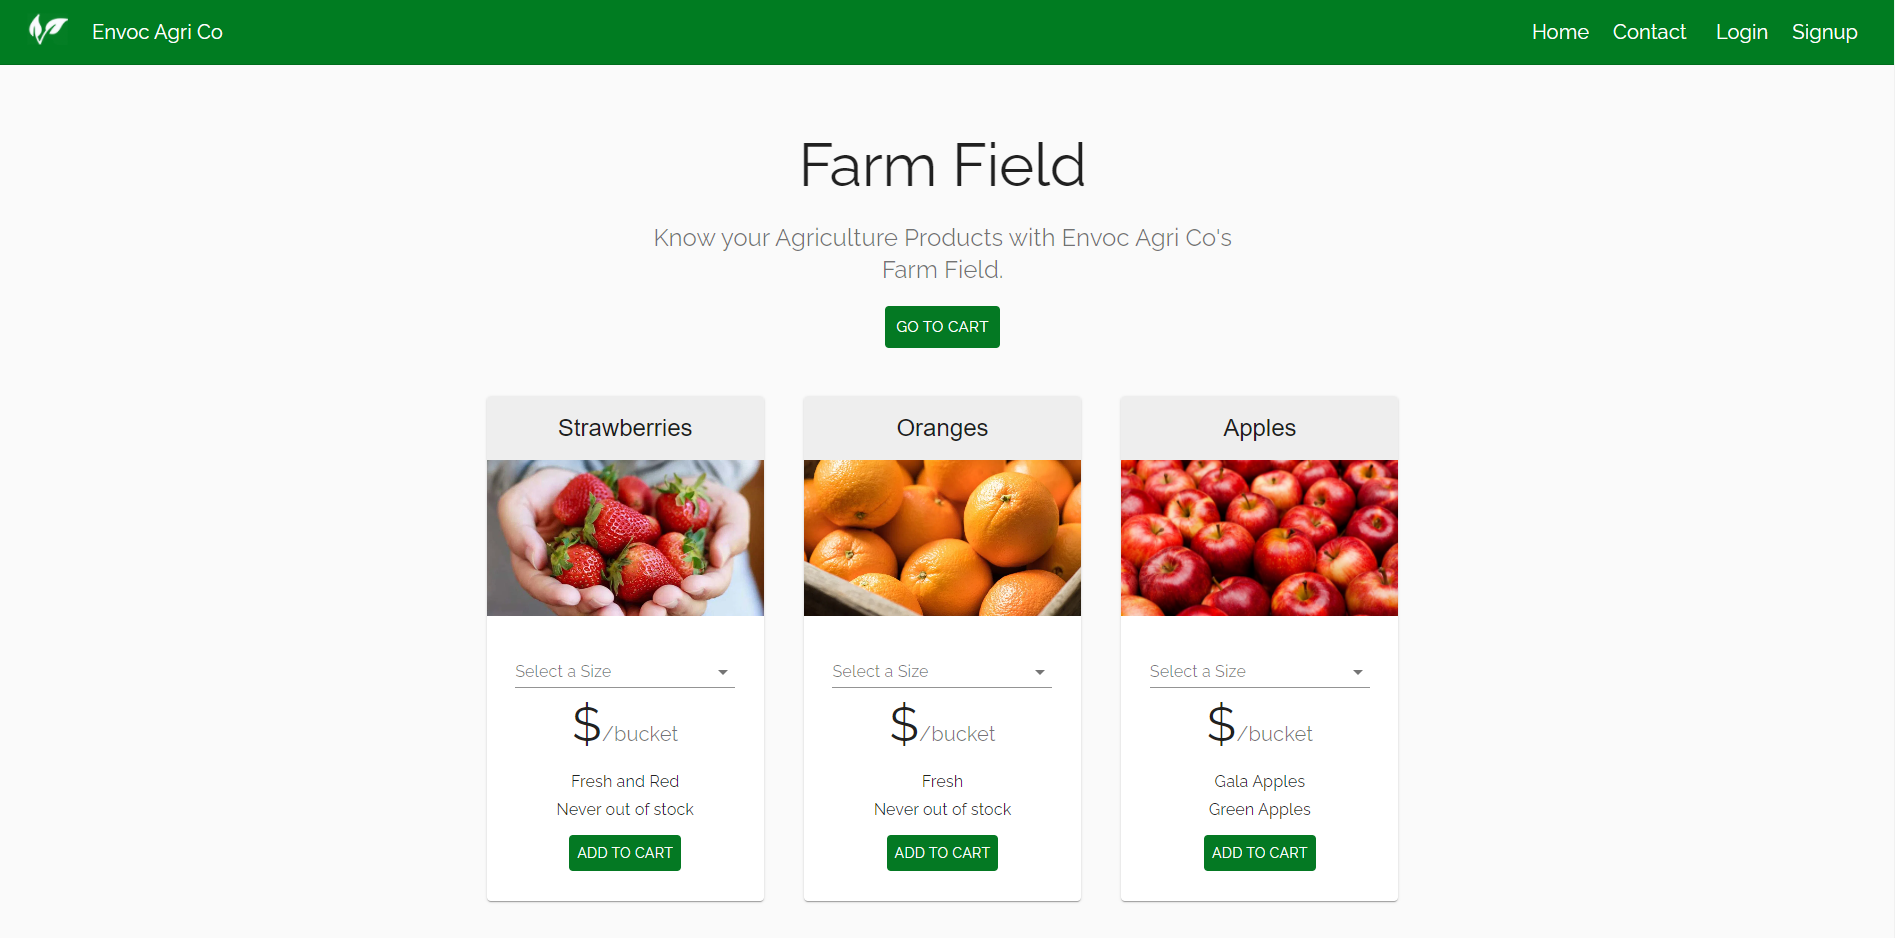 Envoc Agri Co
Home Contact Login Signup
Farm Field
Know your Agriculture Products with Envoc Agri Co's
Farm Field.
GO TO CART
Strawberries
Select a Size
$/bucket
Fresh and Red
Never out of stock
ADD TO CART
Oranges
Select a Size
$/bucket
Fresh
Never out of stock
ADD TO CART
Apples
Select a Size
$/bucket
Gala Apples
Green Apples
ADD TO CART